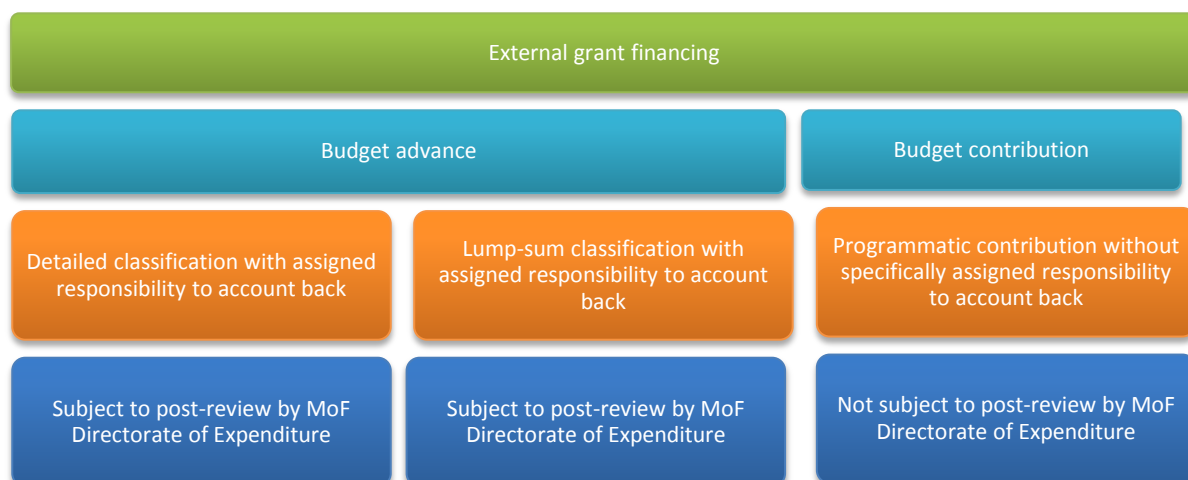 External grant financing
Budget advance
Budget contribution
Detailed classification with assigned
responsibility to account back
Lump-sum classification with
assigned responsibility to account
back
Programmatic contribution without
specifically assigned responsibility
to account back
Subject to post-review by MoF
Directorate of Expenditure
Subject to post-review by MoF
Directorate of Expenditure
Not subject to post-review by MoF
Directorate of Expenditure